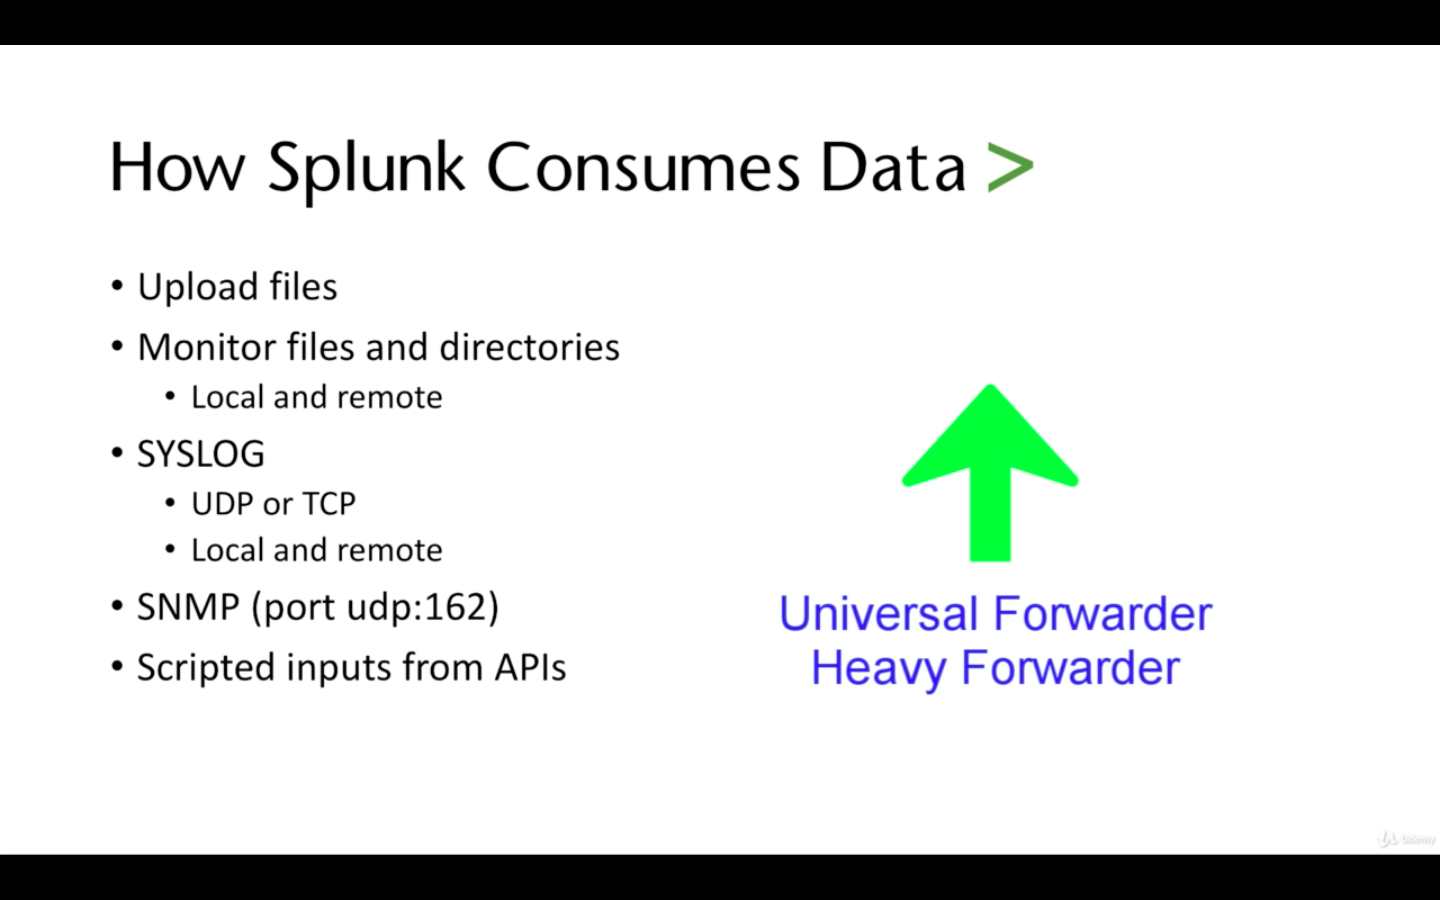 How Splunk Consumes Data >
• Upload files
• Monitor files and directories
• Local and remote
• SYSLOG
• UDP or TCP
• Local and remote
• SNMP (port udp:162)
• Scripted inputs from APIs
Universal Forwarder
Heavy Forwarder
Udemy